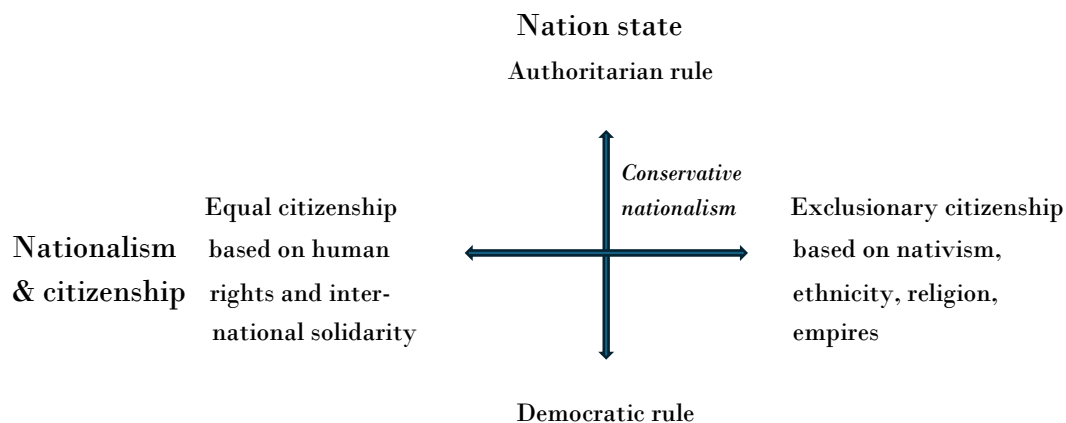 Nation state
Authoritarian rule
Conservative
nationalism
Nationalism
& citizenship
Equal citizenship
based on human
rights and inter-
national solidarity
Exclusionary citizenship
based on nativism,
ethnicity, religion,
empires
Democratic rule